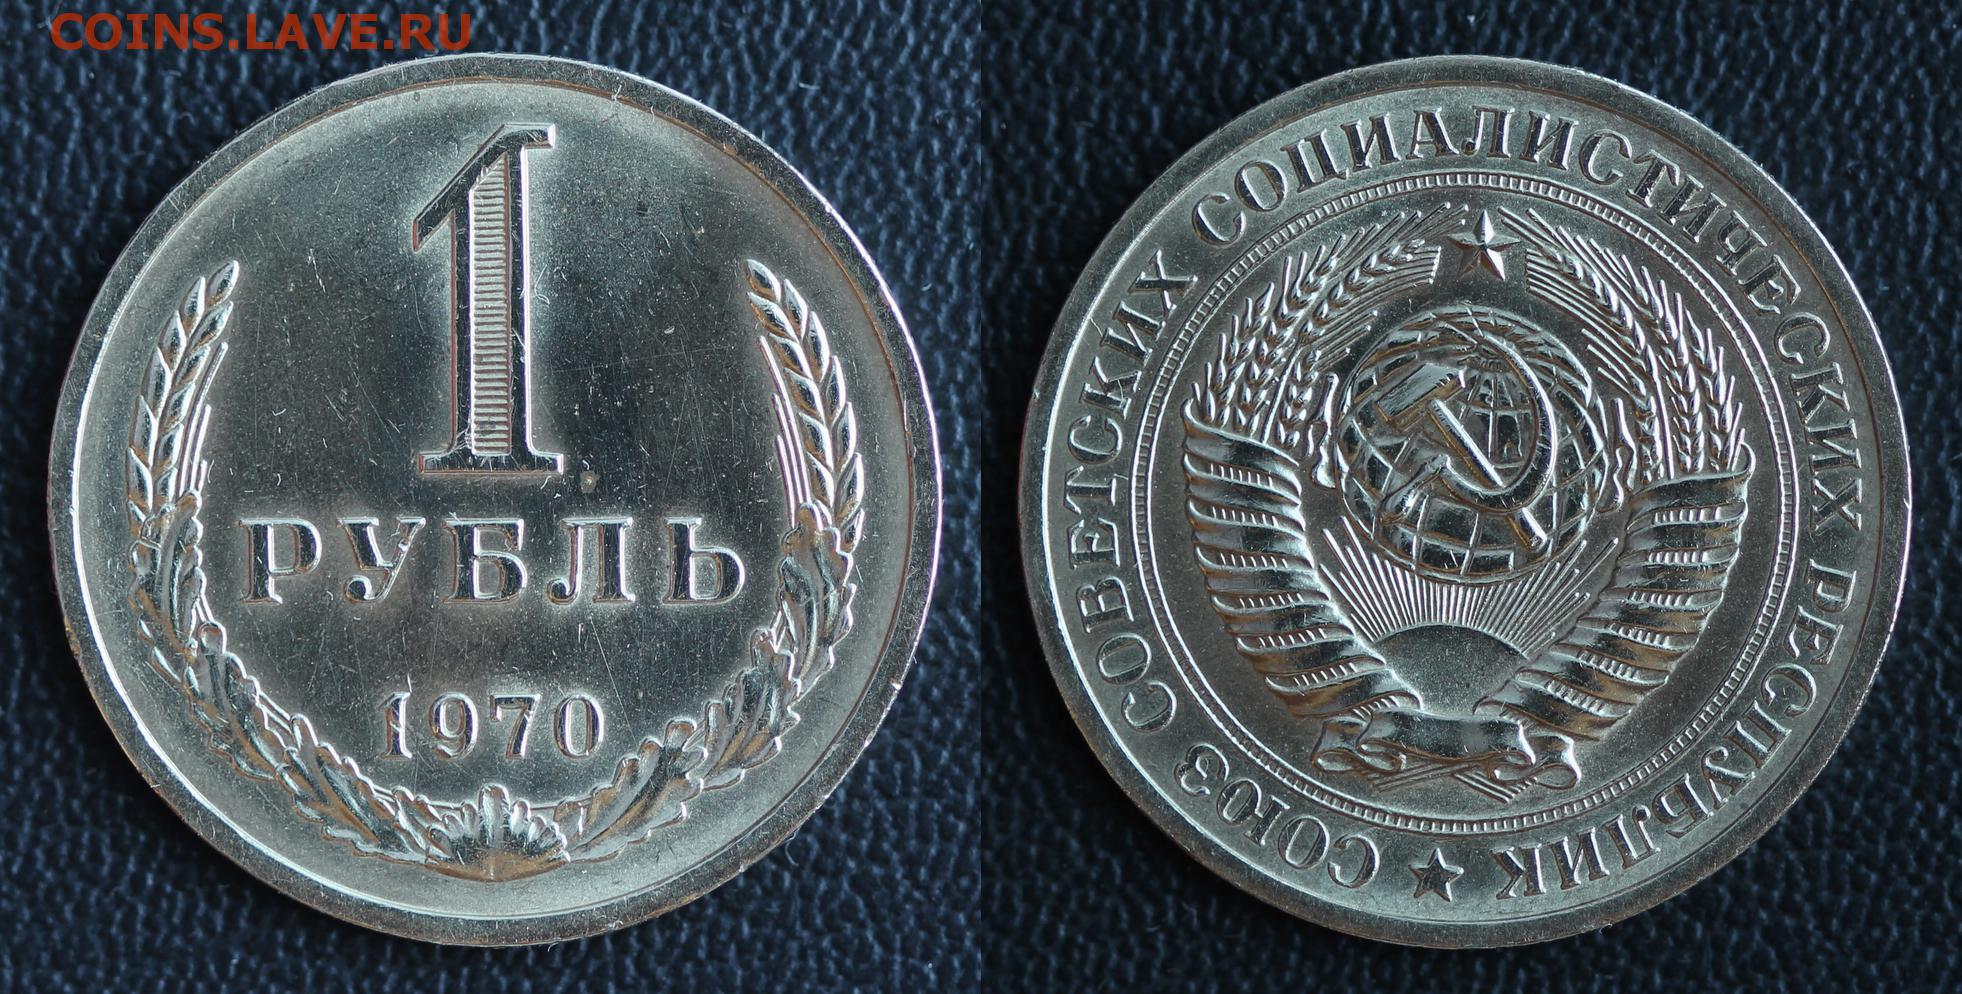 COINS.LAVE.RU
1
РУБЛЬ
1970
СОЮЗ СОВЕТСКИХ СОЦИАЛИСТИЧЕСКИХ РЕСПУБЛИК